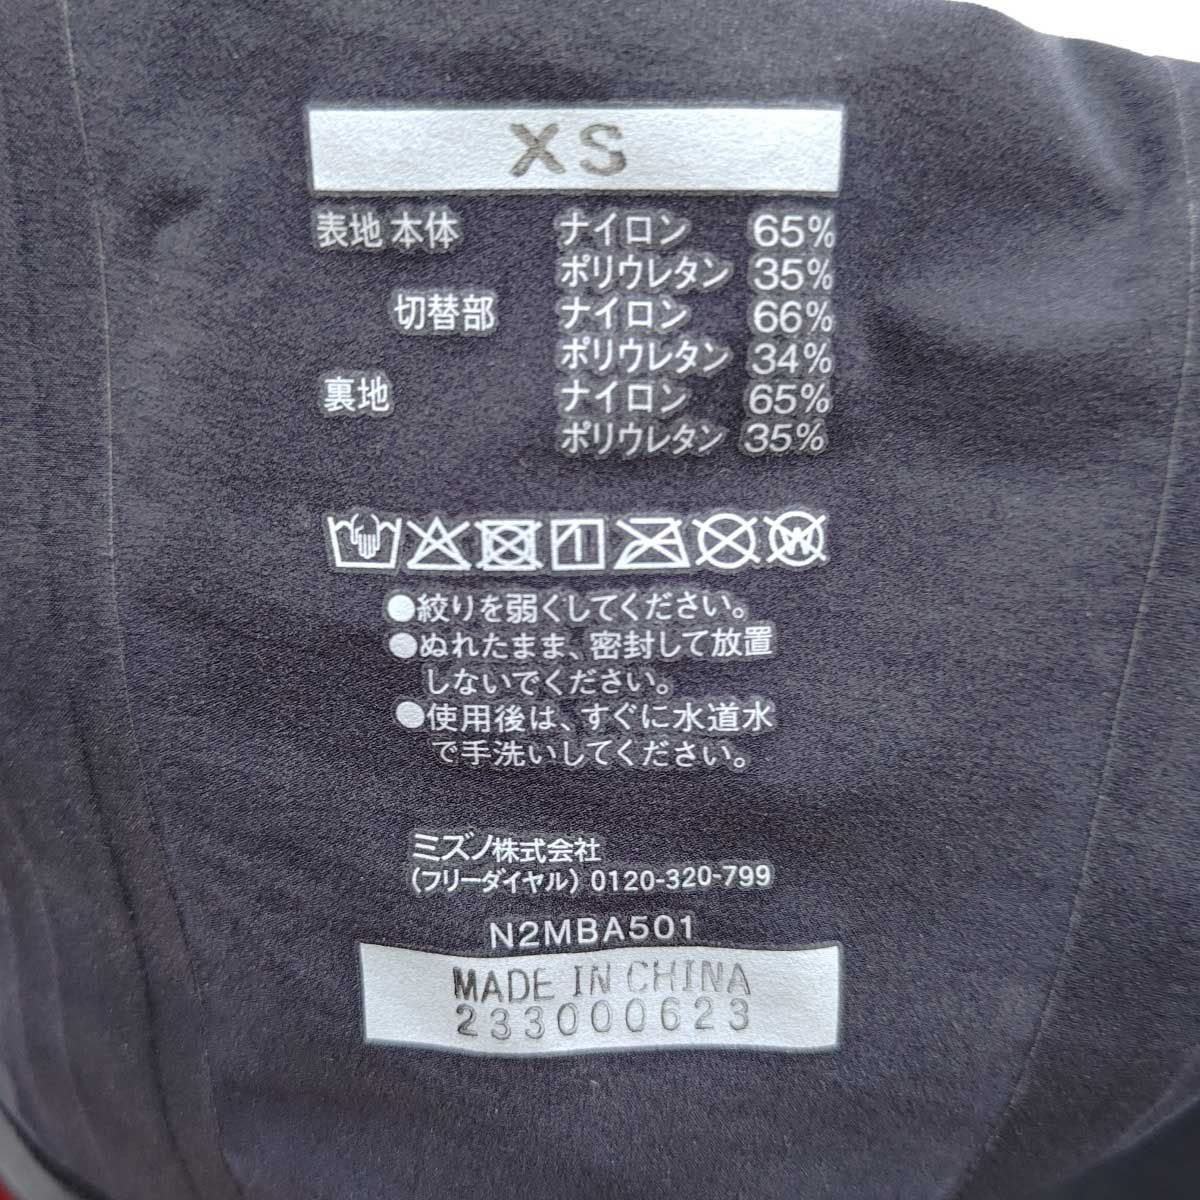 XS
表地 本体 ナイロン 65%
ポリウレタン 35%
切替部 ナイロン 66%
ポリウレタン 34%
裏地 ナイロン 65%
ポリウレタン 35%
W
●絞りを弱くしてください。
●ぬれたまま、密封して放置
しないでください。
●使用後は、すぐに水道水
で手洗いしてください。
ミズノ株式会社
(フリーダイヤル) 0120-320-799
N2MBA501
MADE IN CHINA
233000623